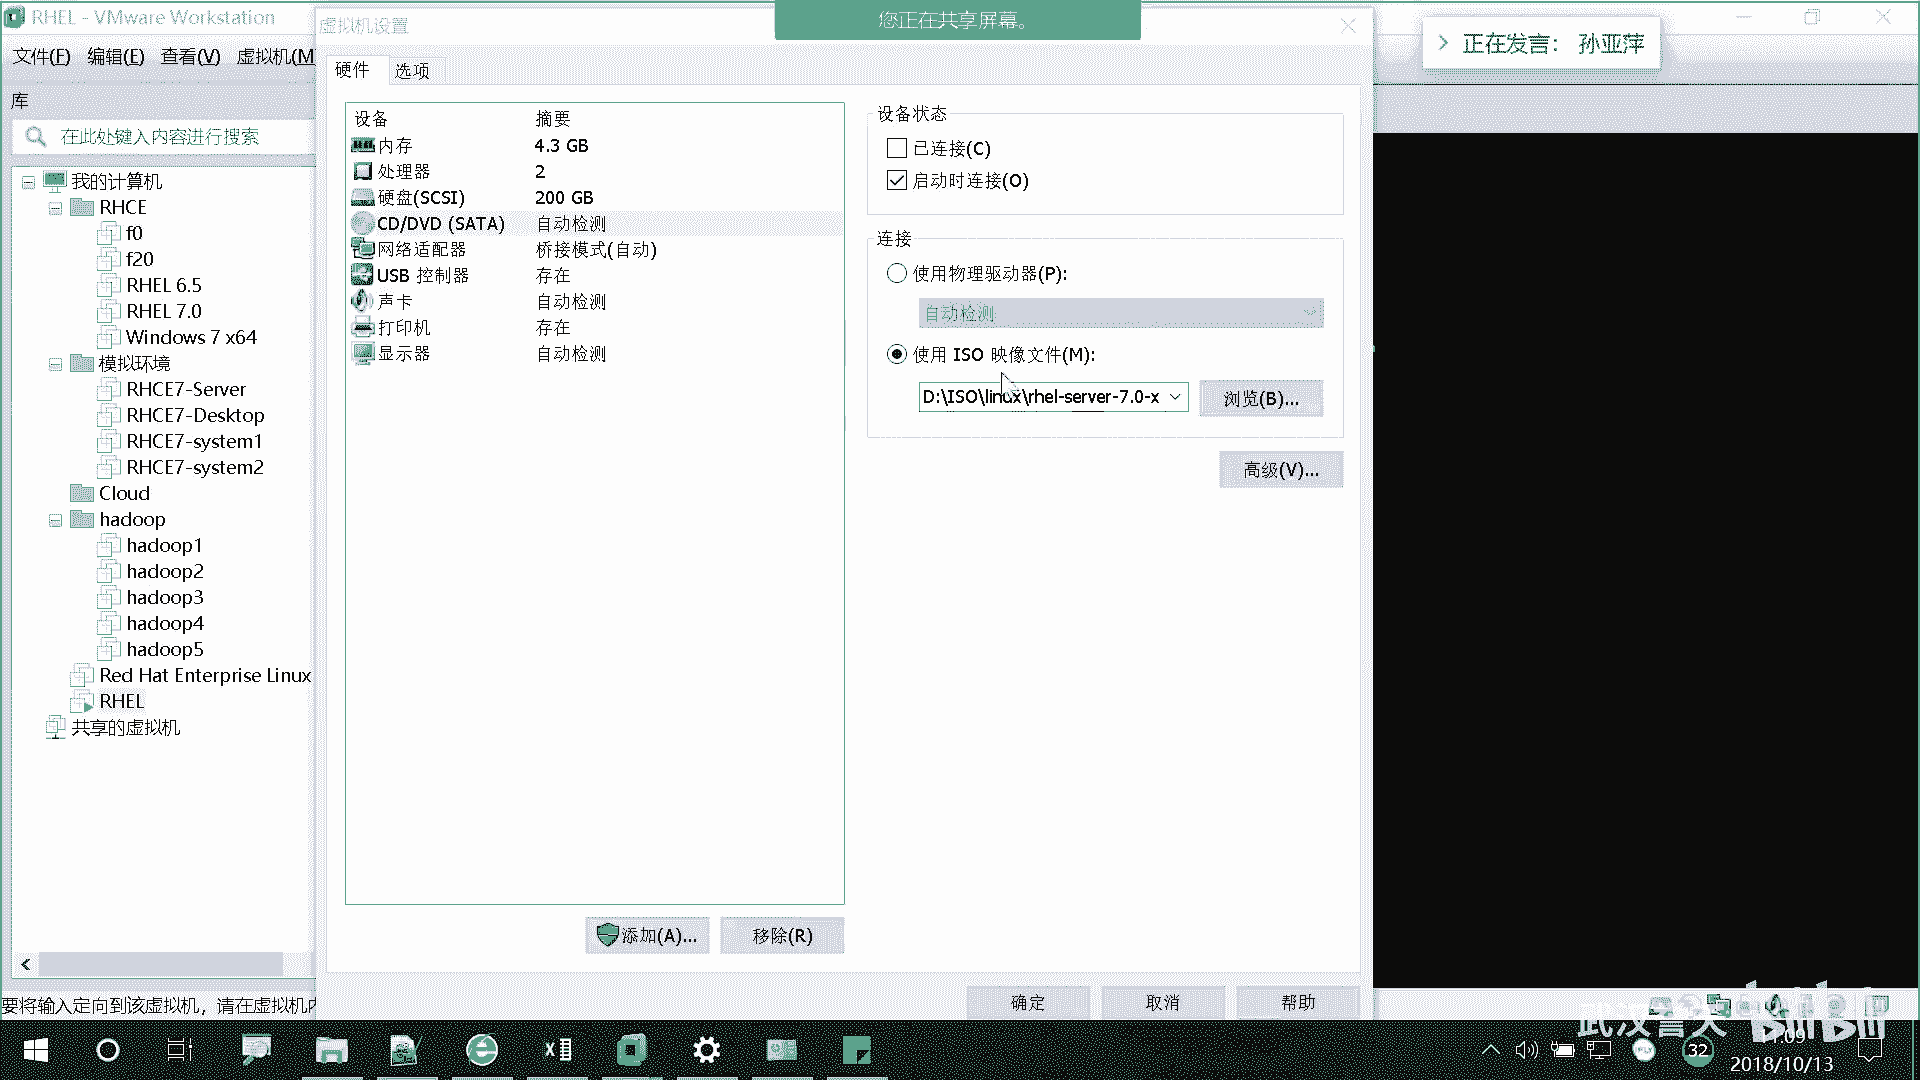 RHEL - VMware Workstation
文件(F) 编辑(E) 查看(V) 虚拟机(M
库
在此处键入内容进行搜索
我的计算机
RHCE
f0
f20
RHEL 6.5
RHEL 7.0
Windows 7 x64
模拟环境
RHCE7-Server
RHCE7-Desktop
RHCE7-system1
RHCE7-system2
Cloud
hadoop
hadoop1
hadoop2
hadoop3
hadoop4
hadoop5
Red Hat Enterprise Linux
RHEL
共享的虚拟机
要将输入定向到该虚拟机，请在虚拟机内
虚拟机设置
您正在共享屏幕。
正在发言： 孙亚萍
硬件 选项
设备 摘要
内存 4.3 GB
处理器 2
硬盘(SCSI) 200 GB
CD/DVD (SATA) 自动检测
网络适配器 桥接模式(自动)
USB 控制器 存在
声卡 自动检测
打印机 存在
显示器 自动检测
添加(A)... 移除(R)
设备状态
已连接(C)
启动时连接(O)
连接
使用物理驱动器(P):
自动检测
使用 ISO 映像文件(M):
D:\ISO\linux\rhel-server-7.0-x 浏览(B)...
高级(V)...
确定 取消 帮助
bilibili
32
2018/10/13